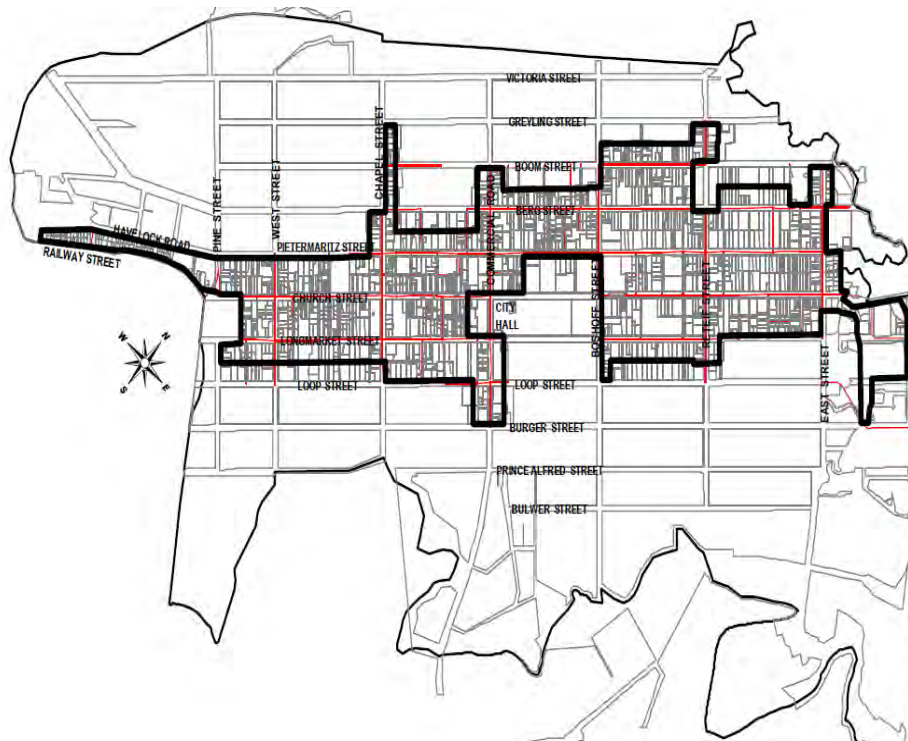 VICTORIA STREET
GREYLING STREET
BOOM STREET
BERG STREET
CHAPEL STREET
COMMERCIAL ROAD
PINE STREET
WEST STREET
HAVELOCK ROAD
RAILWAY STREET
PIETERMARITZ STREET
CHURCH STREET
CITY
HALL
BOSHOFF STREET
RETIEF STREET
LONGMARKET STREET
LOOP STREET
LOOP STREET
EAST STREET
BURGER STREET
PRINCE ALFRED STREET
BULWER STREET
N
E
S
W